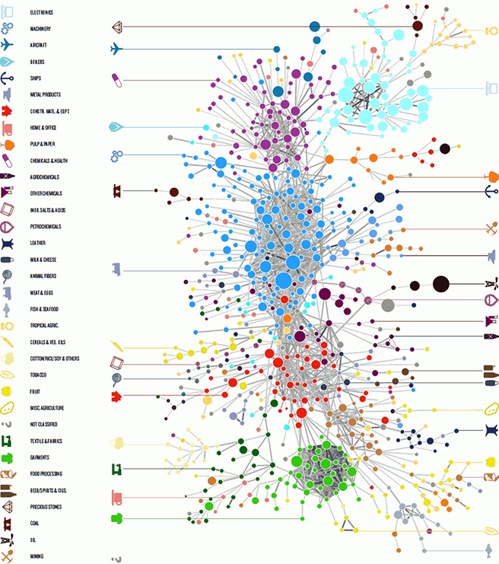 ELECTRONICS
MACHINERY
AIRCRAFT
BOILERS
SHIPS
METAL PRODUCTS
CONSTR. MATL. & EQPT.
HOME & OFFICE
PULP & PAPER
CHEMICALS & HEALTH
AGROCHEMICALS
OTHER CHEMICALS
INOR. SALTS & ACIDS
PETROCHEMICALS
LEATHER
MILK & CHEESE
ANIMAL FIBERS
MEAT & EGGS
FISH & SEAFOOD
TROPICAL AGRIC.
CEREALS & VEG. OILS
COTTON/RICE/SOY & OTHERS
TOBACCO
FRUIT
MISC. AGRICULTURE
NOT CLASSIFIED
TEXTILE & FABRICS
GARMENTS
FOOD PROCESSING
BEER/SPIRITS & CIGS.
PRECIOUS STONES
COAL
OIL
MINING